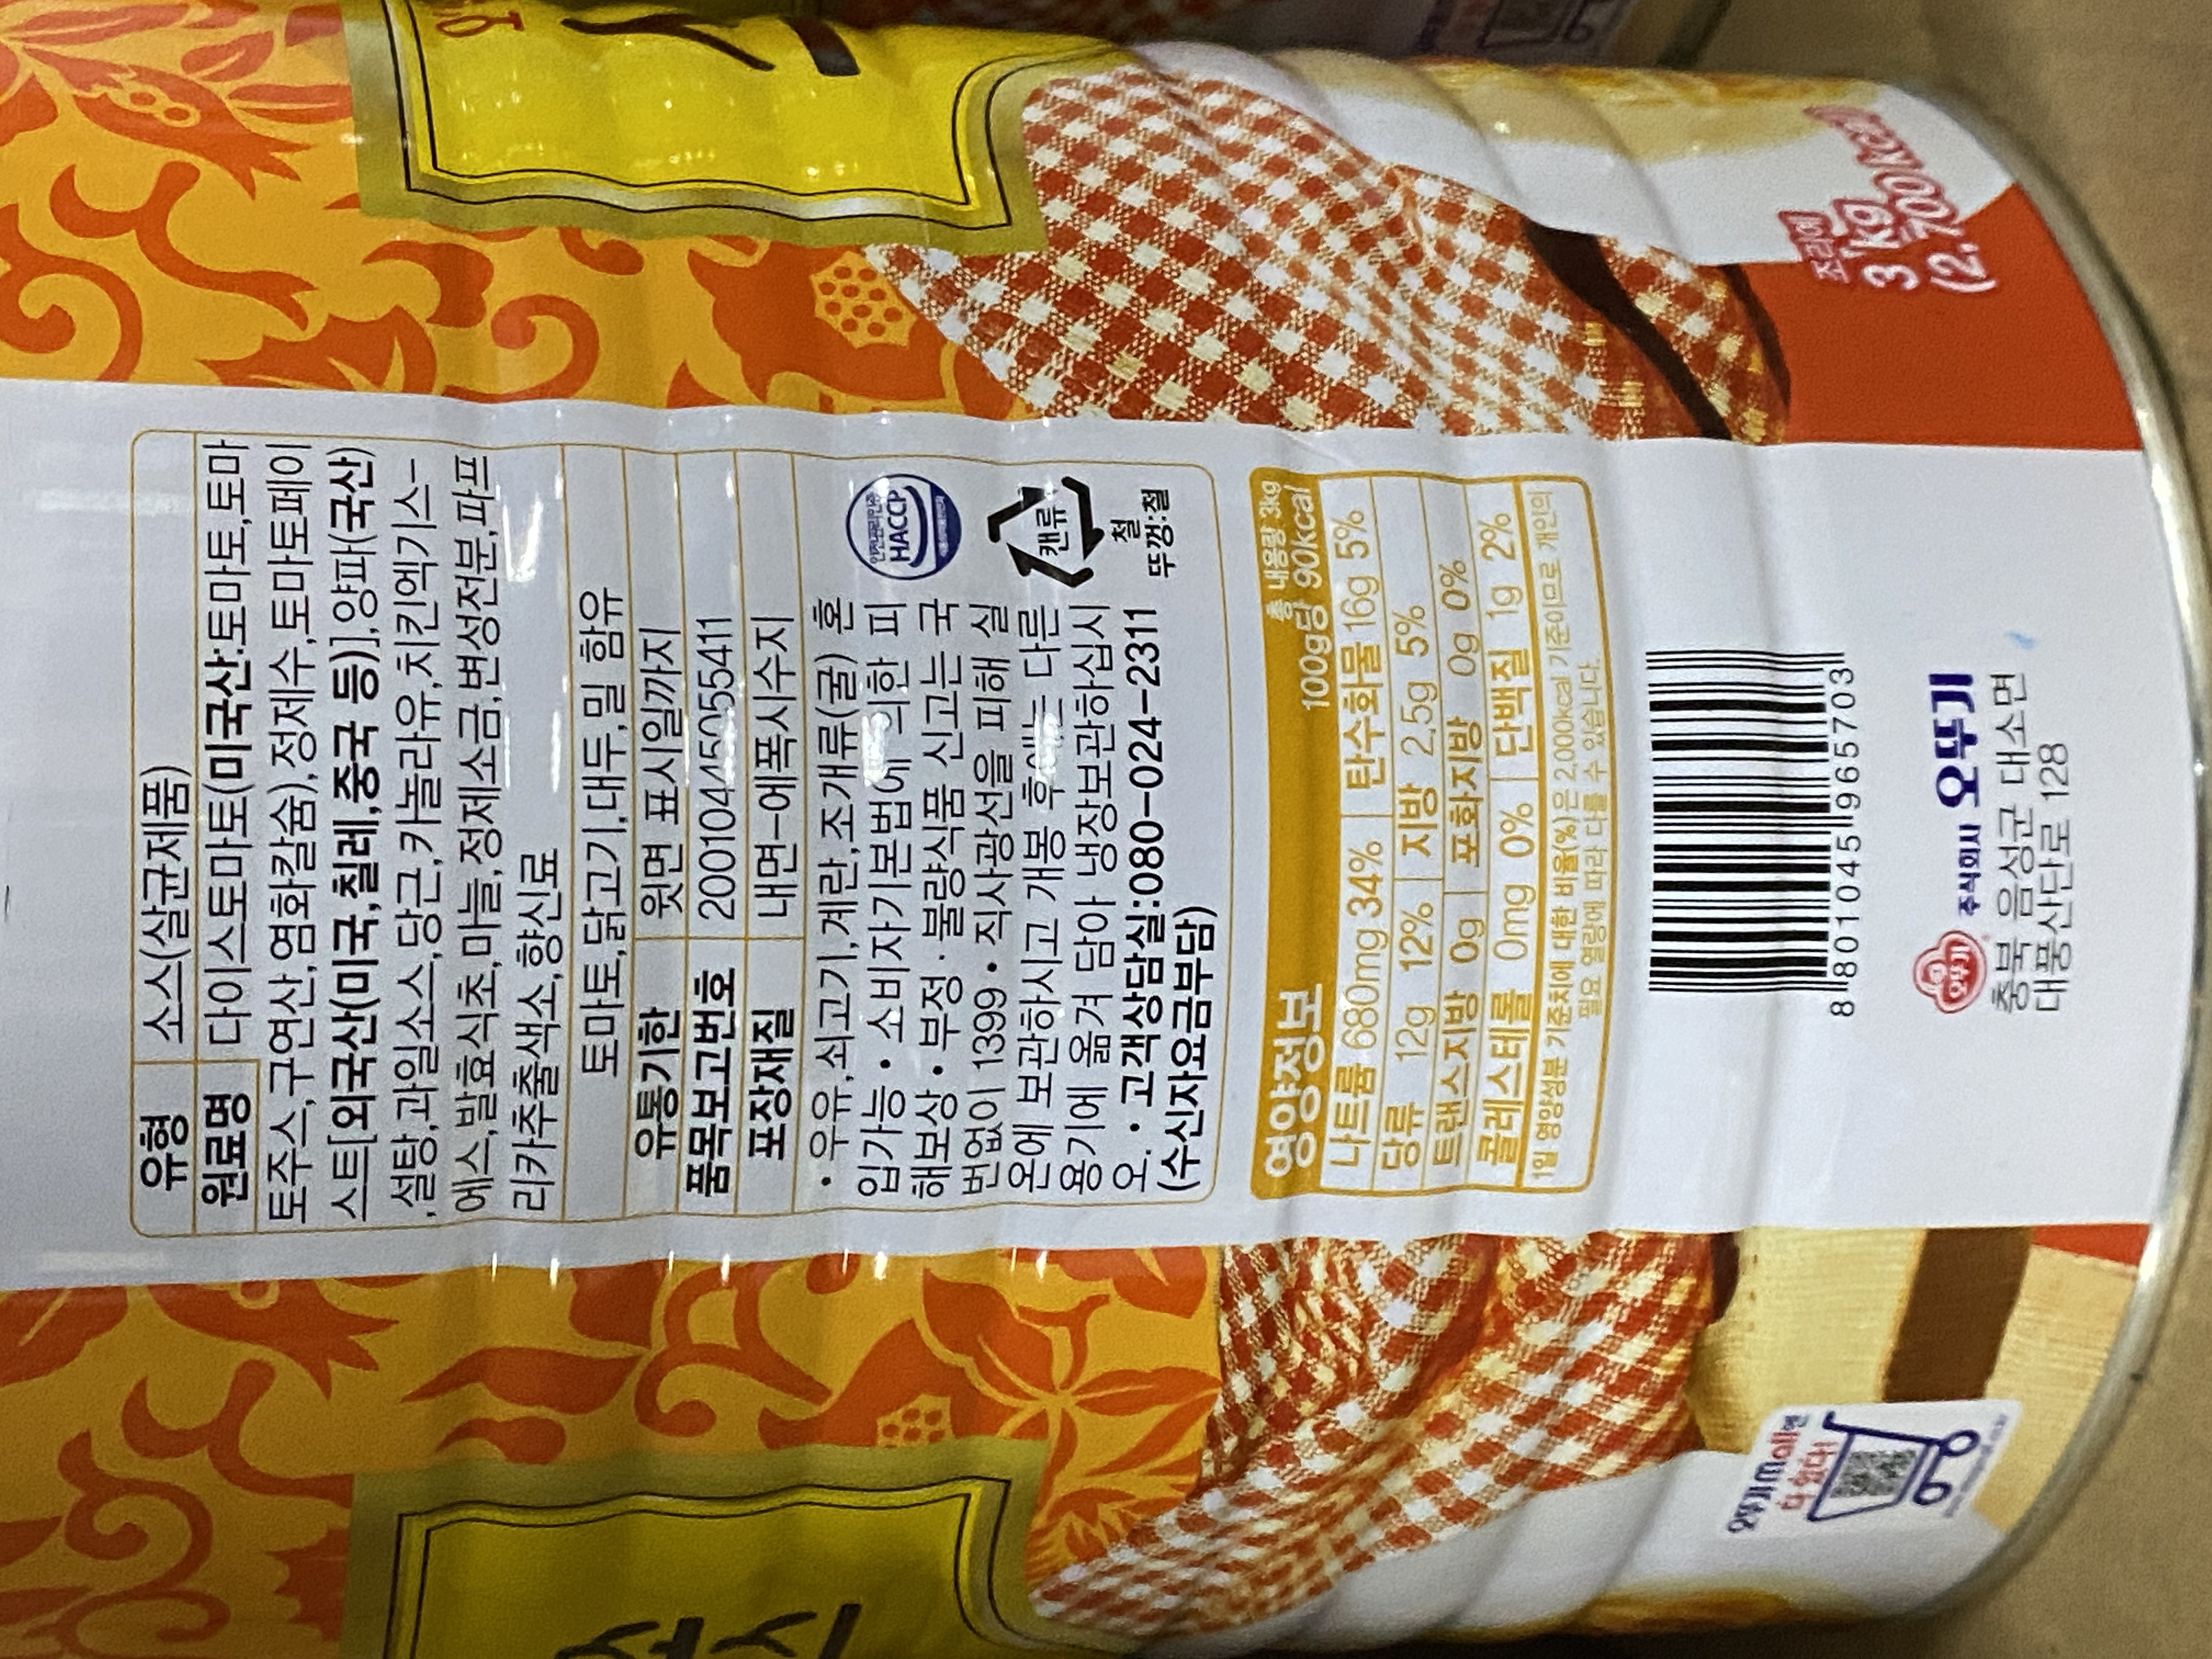 유형 소스(살균제품)
원료명 다이스토마토(미국산:토마토,토마
토주스,구연산,염화칼슘),정제수,토마토페이
스트[외국산(미국,칠레,중국 등)],양파(국산)
,설탕,과일소스,당근,카놀라유,치킨엑기스-
에스,발효식초,마늘,정제소금,변성전분,파프
리카추출색소,향신료
토마토,닭고기,대두,밀 함유
유통기한 윗면 표시일까지
품목보고번호
포장재질 내면-에폭시수지
• 우유,쇠고기,계란,조개류(굴) 혼
입가능 • 소비자기본법에 의한 피
해보상 • 부정·불량식품 신고는 국
번없이 1399 • 직사광선을 피해 실
온에 보관하시고 개봉 후에는 다른
용기에 옮겨 담아 냉장보관하십시
오. • 고객상담실:080-024-2311
(수신자요금부담)
HACCP
캔류
철
뚜껑:철
영양정보 총 내용량 3kg
100g당 90kcal
나트륨 680mg 34% 탄수화물 16g 5%
당류 12g 12% 지방 2.5g 5%
트랜스지방 0g 포화지방 0g 0%
콜레스테롤 0mg 0% 단백질 1g 2%
1일 영양성분 기준치에 대한 비율(%)은 2,000kcal 기준이므로 개인의
필요 열량에 따라 다를 수 있습니다.
8 801045 965703
오뚜기 주식회사 오뚜기
충북 음성군 대소면
대풍산단로 128
3 kg
(2,700 kcal)
오뚜기mall에
다 있다!